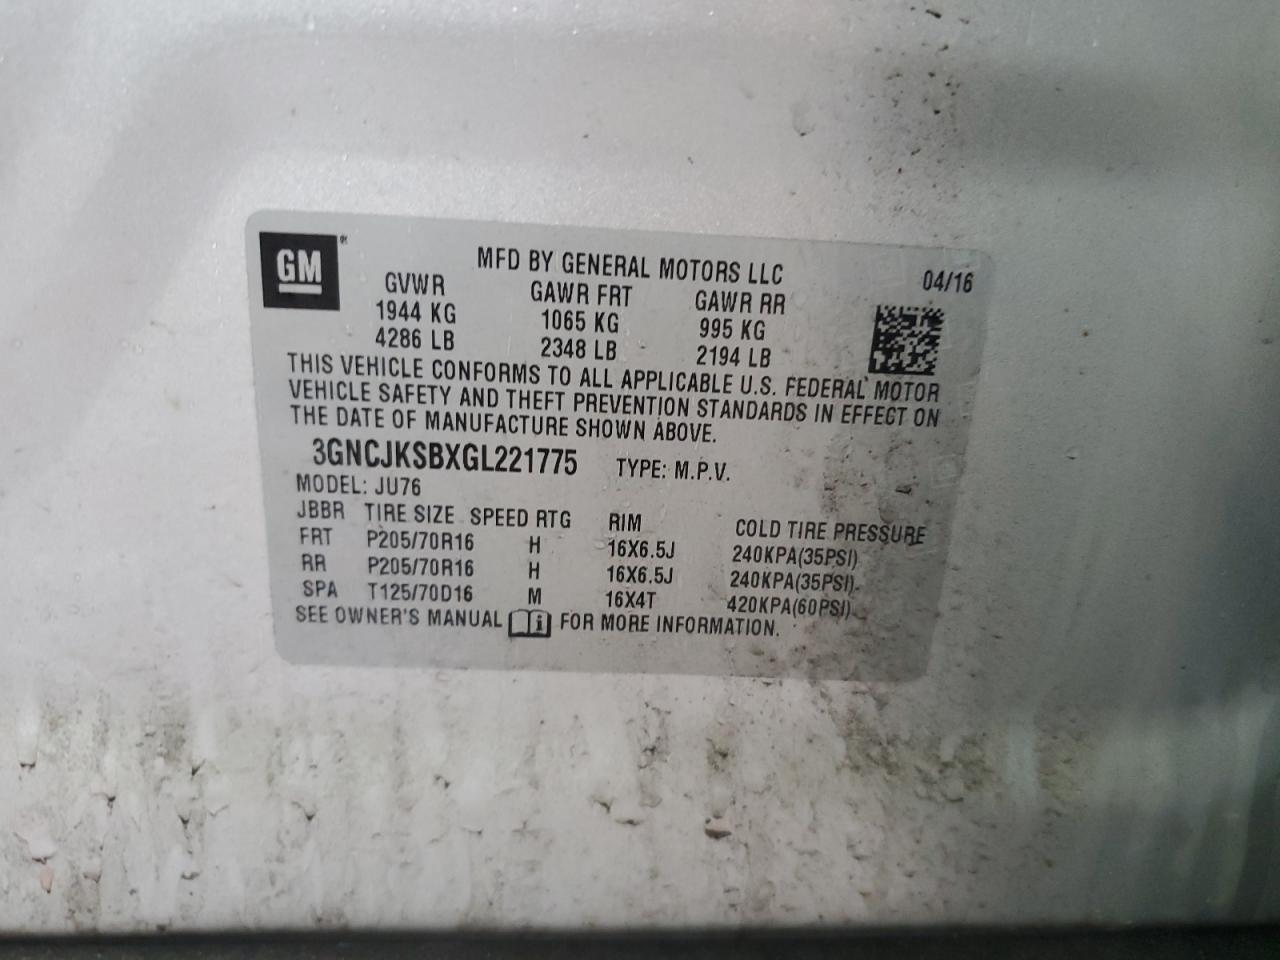 GM ®
MFD BY GENERAL MOTORS LLC 04/16
GVWR GAWR FRT GAWR RR
1944 KG 1065 KG 995 KG
4286 LB 2348 LB 2194 LB
THIS VEHICLE CONFORMS TO ALL APPLICABLE U.S. FEDERAL MOTOR
VEHICLE SAFETY AND THEFT PREVENTION STANDARDS IN EFFECT ON
THE DATE OF MANUFACTURE SHOWN ABOVE.
3GNCJKSBXGL221775 TYPE: M.P.V.
MODEL: JU76
JBBR TIRE SIZE SPEED RTG RIM COLD TIRE PRESSURE
FRT P205/70R16 H 16X6.5J 240KPA(35PSI)
RR P205/70R16 H 16X6.5J 240KPA(35PSI)
SPA T125/70D16 M 16X4T 420KPA(60PSI)
SEE OWNER'S MANUAL i FOR MORE INFORMATION.